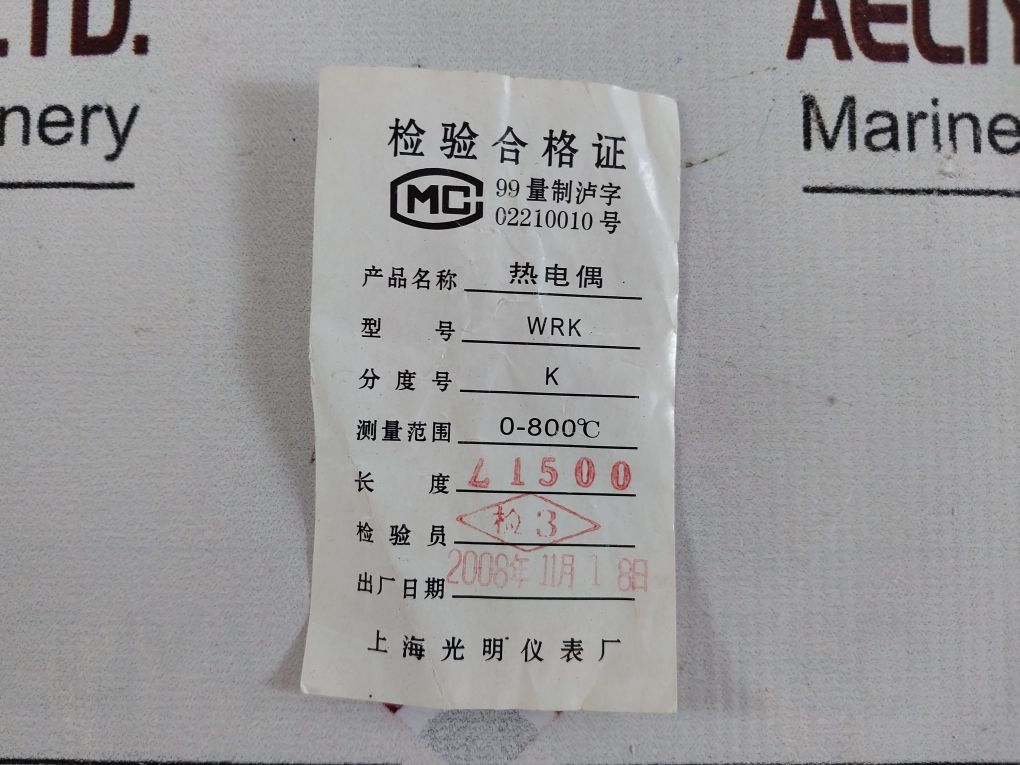 LTD.
AELIY
nery
Marine
检验合格证
MC
99量制泸字
02210010号
产品名称 热电偶
型 号 WRK
分度号 K
测量范围 0-800℃
长 度 L1500
检验员 检3
出厂日期 2008年11月18日
上海光明仪表厂